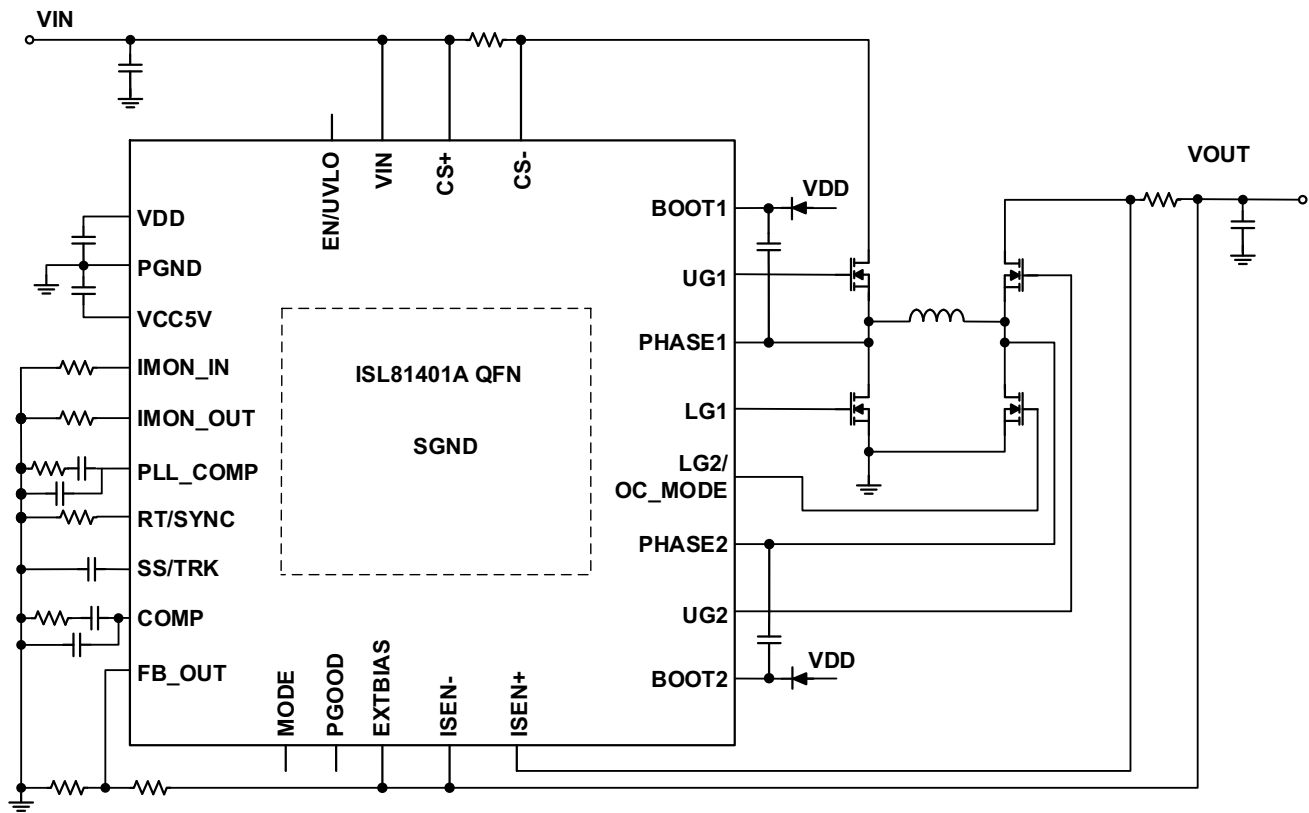 VIN
VOUT
EN/UVLO
VIN
CS+
CS-
VDD
PGND
VCC5V
IMON_IN
IMON_OUT
PLL_COMP
RT/SYNC
SS/TRK
COMP
FB_OUT
ISL81401A QFN
SGND
BOOT1
VDD
UG1
PHASE1
LG1
LG2/
OC_MODE
PHASE2
UG2
BOOT2
VDD
MODE
PGOOD
EXTBIAS
ISEN-
ISEN+